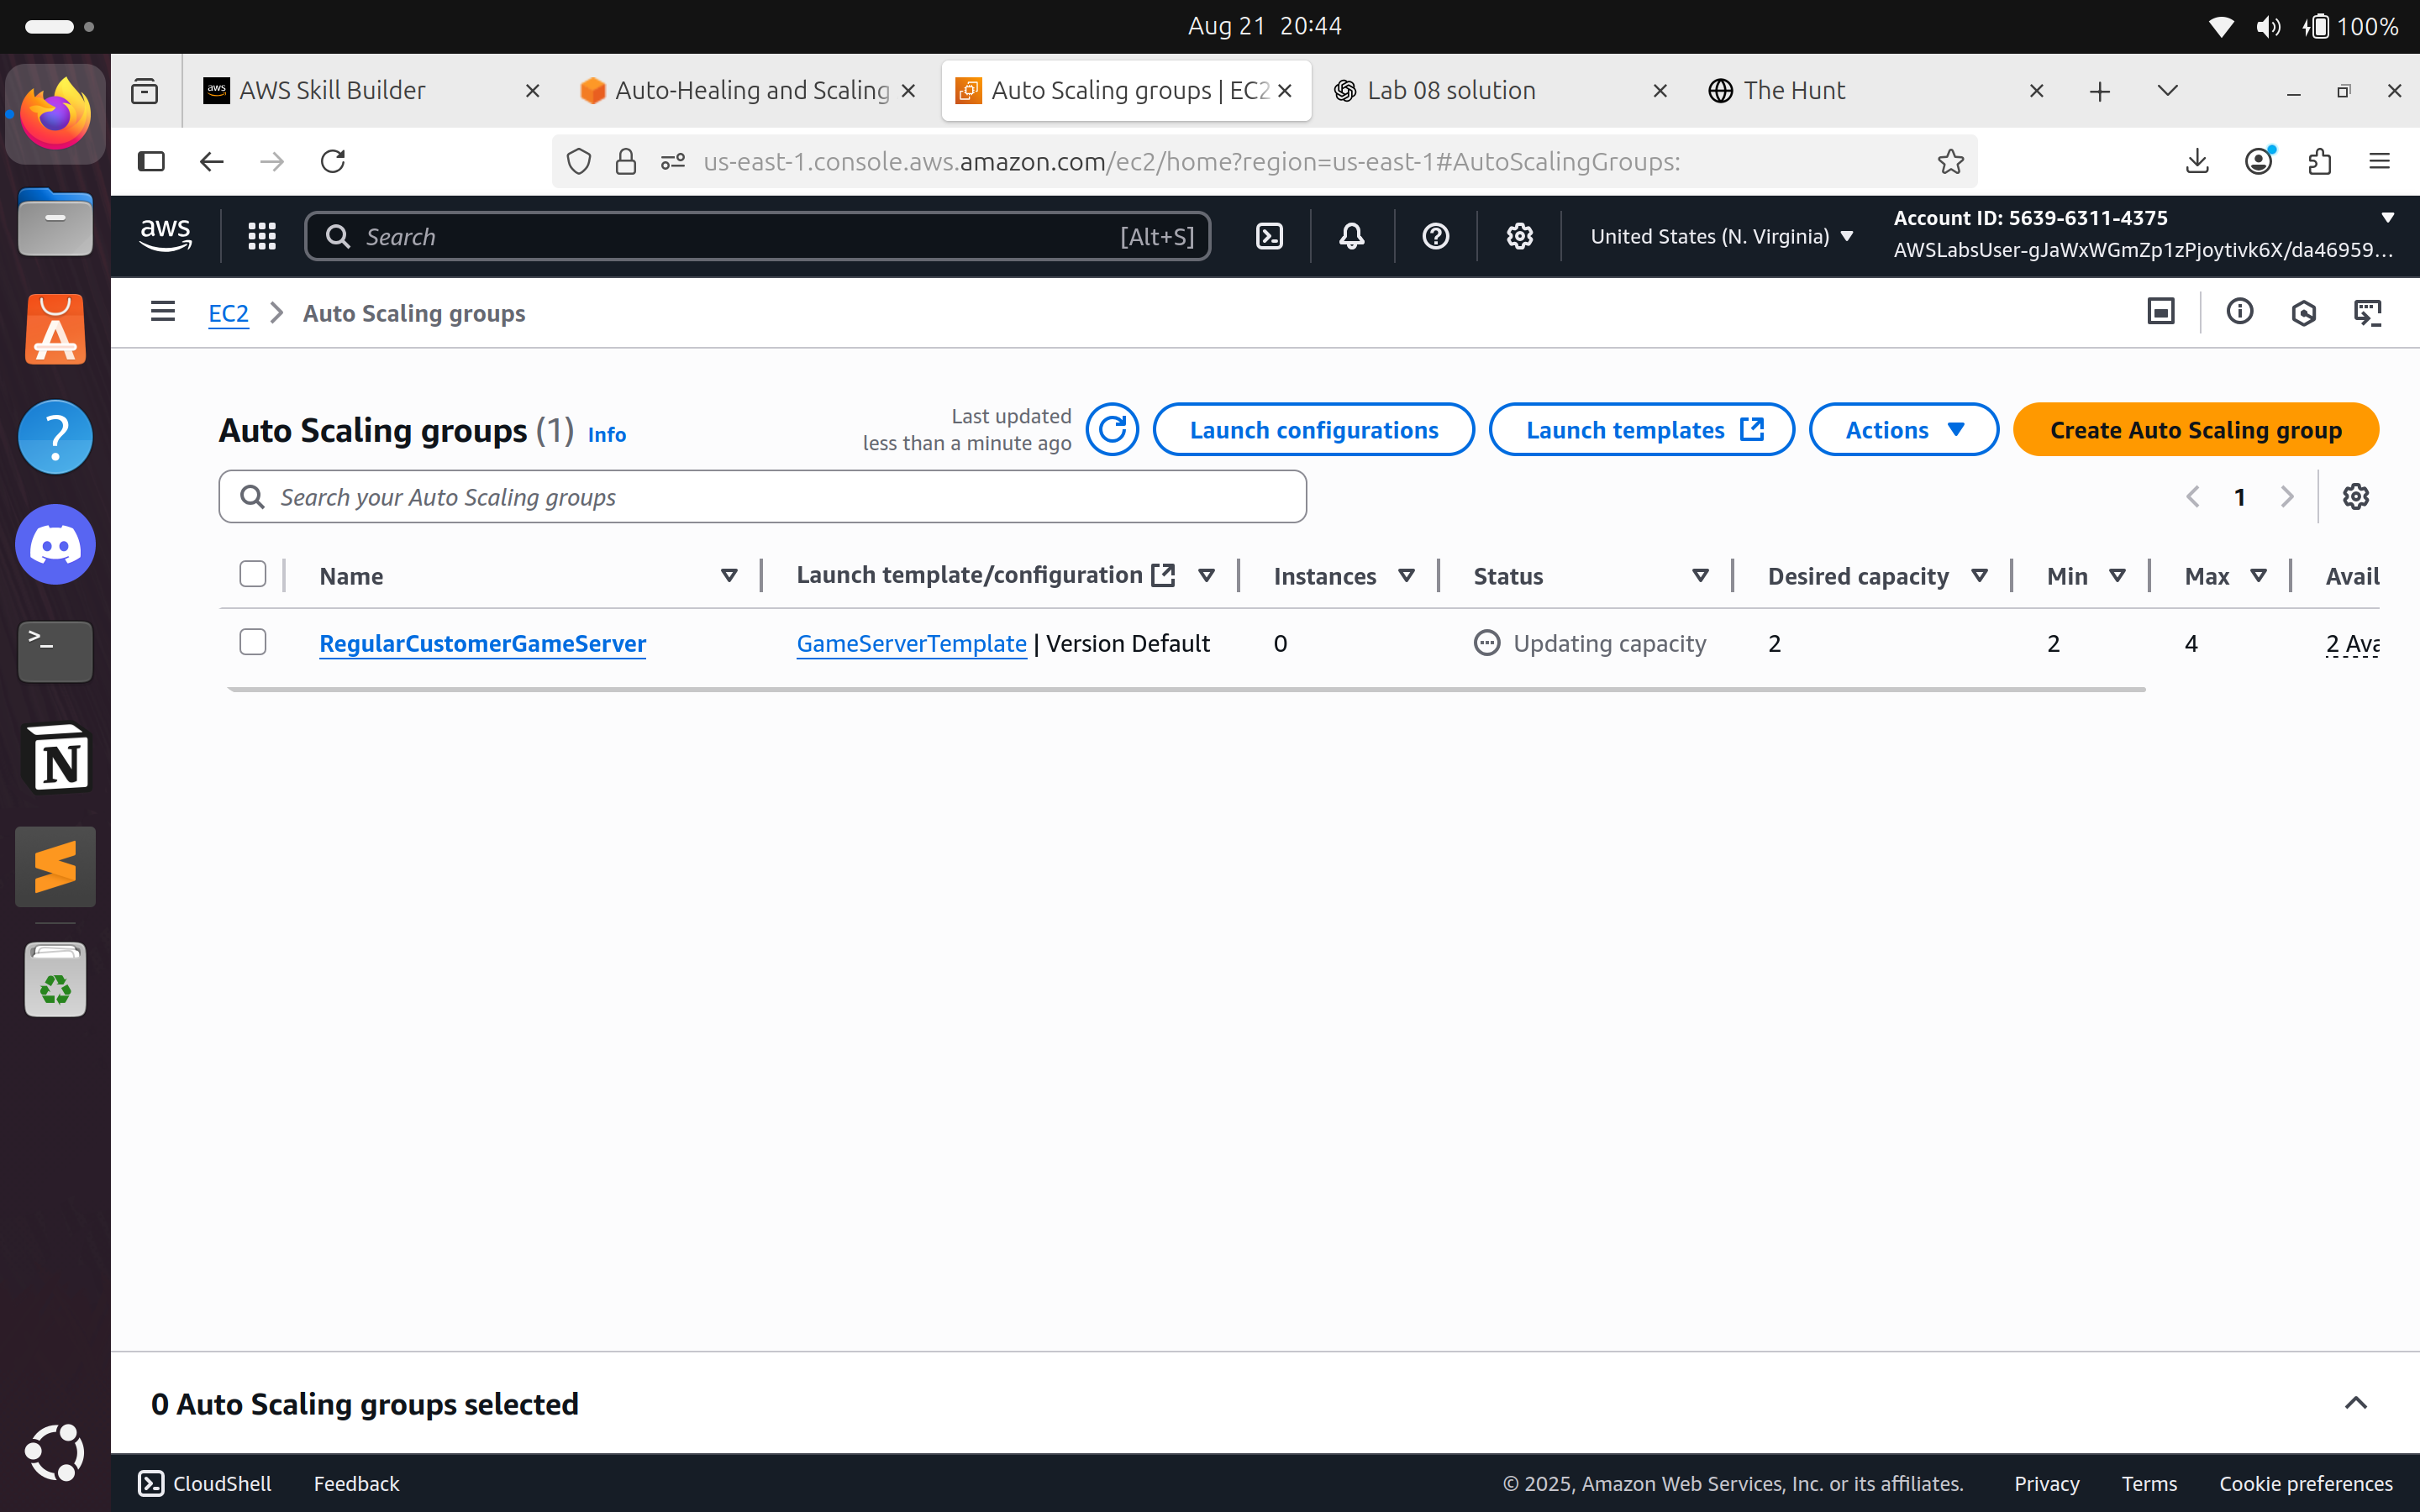 Aug 21 20:44
100%
aws AWS Skill Builder
Auto-Healing and Scaling
Auto Scaling groups | EC2
Lab 08 solution
The Hunt
us-east-1.console.aws.amazon.com/ec2/home?region=us-east-1#AutoScalingGroups:
aws
Search
[Alt+S]
United States (N. Virginia)
Account ID: 5639-6311-4375
AWSLabsUser-gJaWxWGmZp1zPjoytivk6X/da46959...
EC2
Auto Scaling groups
Auto Scaling groups (1) Info
Last updated
less than a minute ago
Launch configurations
Launch templates
Actions
Create Auto Scaling group
Search your Auto Scaling groups
1
Name
Launch template/configuration
Instances
Status
Desired capacity
Min
Max
Avail
RegularCustomerGameServer
GameServerTemplate | Version Default
0
Updating capacity
2
2
4
2 Ava
0 Auto Scaling groups selected
CloudShell
Feedback
© 2025, Amazon Web Services, Inc. or its affiliates.
Privacy
Terms
Cookie preferences